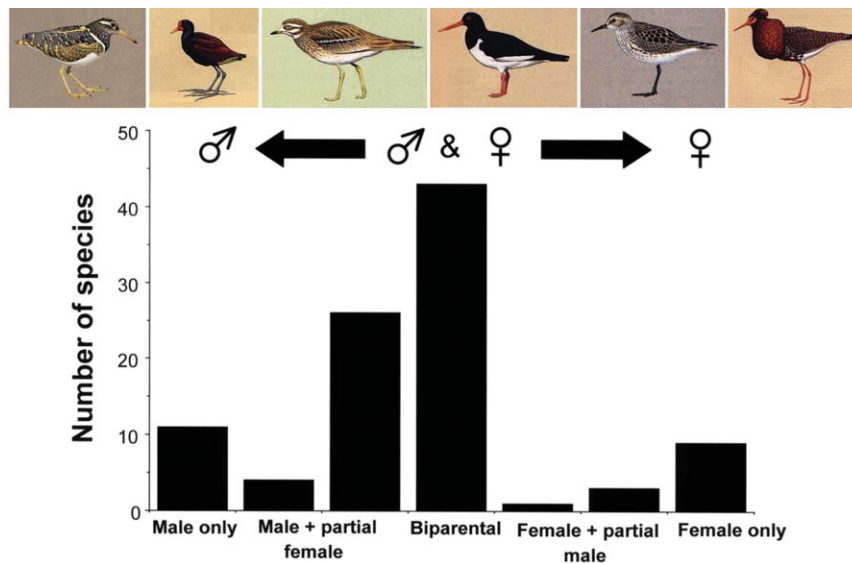 ♂ ♂ & ♀ ♀
Number of species
50
40
30
20
10
0
Male only
Male + partial
female
Biparental
Female + partial
male
Female only